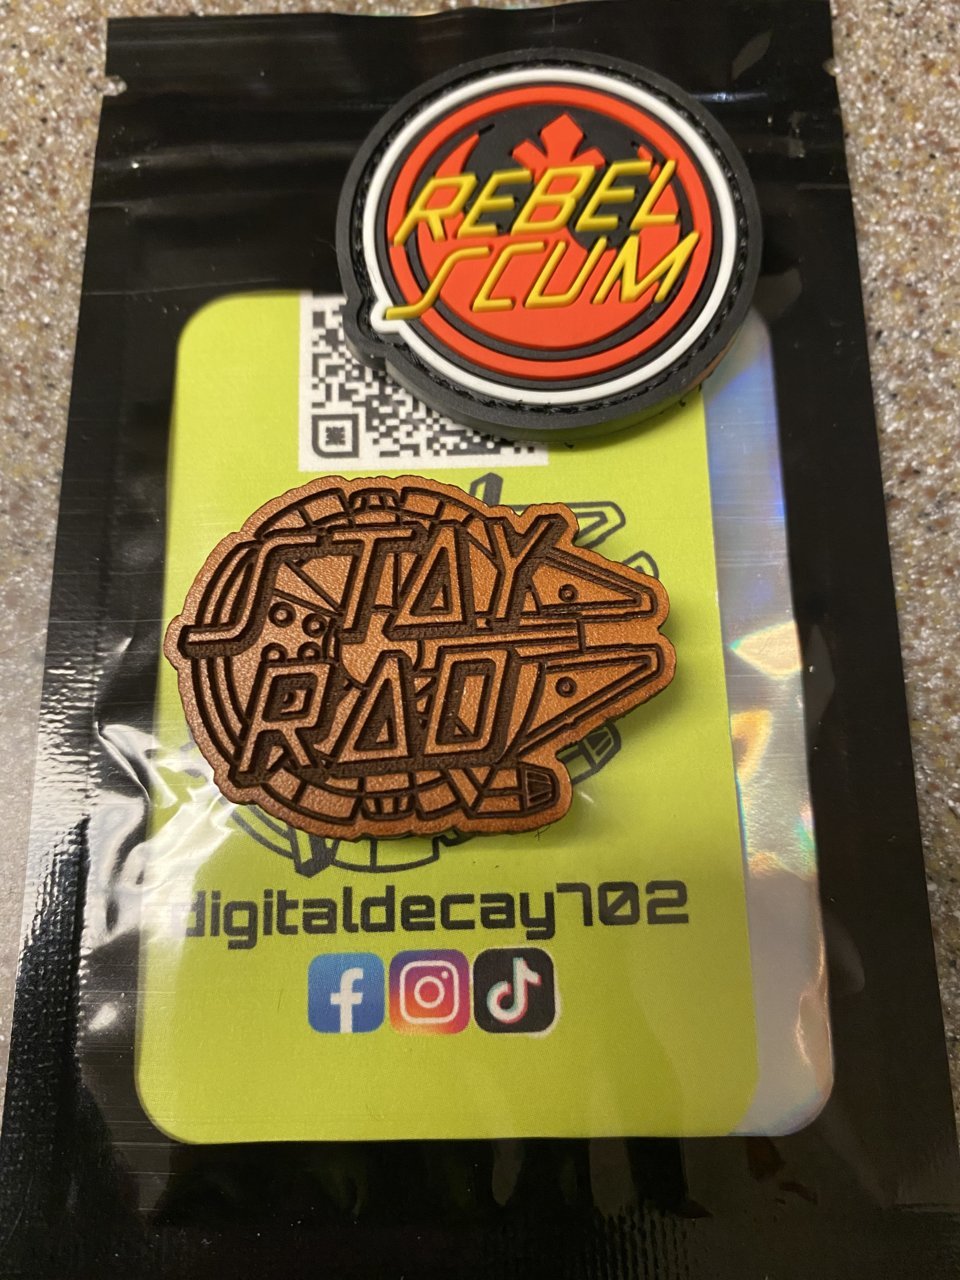 REBEL
SCUM
STAY
RAD
digitaldecay702